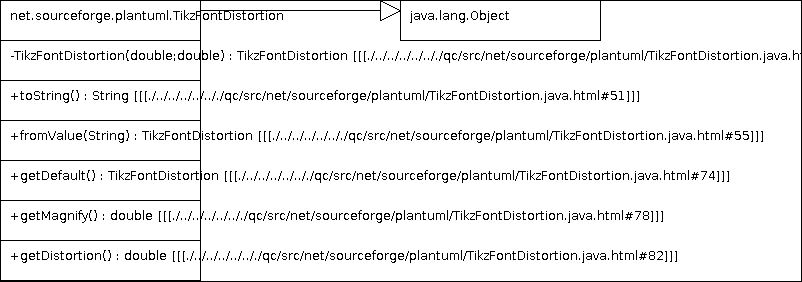 net.sourceforge.plantuml.TikzFontDistortion
java.lang.Object
-TikzFontDistortion(double;double) : TikzFontDistortion [[[./../../../../../qc/src/net/sourceforge/plantuml/TikzFontDistortion.java.h
+toString() : String [[[./../../../../../qc/src/net/sourceforge/plantuml/TikzFontDistortion.java.html#51]]]
+fromValue(String) : TikzFontDistortion [[[./../../../../../qc/src/net/sourceforge/plantuml/TikzFontDistortion.java.html#55]]]
+getDefault() : TikzFontDistortion [[[./../../../../../qc/src/net/sourceforge/plantuml/TikzFontDistortion.java.html#74]]]
+getMagnify() : double [[[./../../../../../qc/src/net/sourceforge/plantuml/TikzFontDistortion.java.html#78]]]
+getDistortion() : double [[[./../../../../../qc/src/net/sourceforge/plantuml/TikzFontDistortion.java.html#82]]]